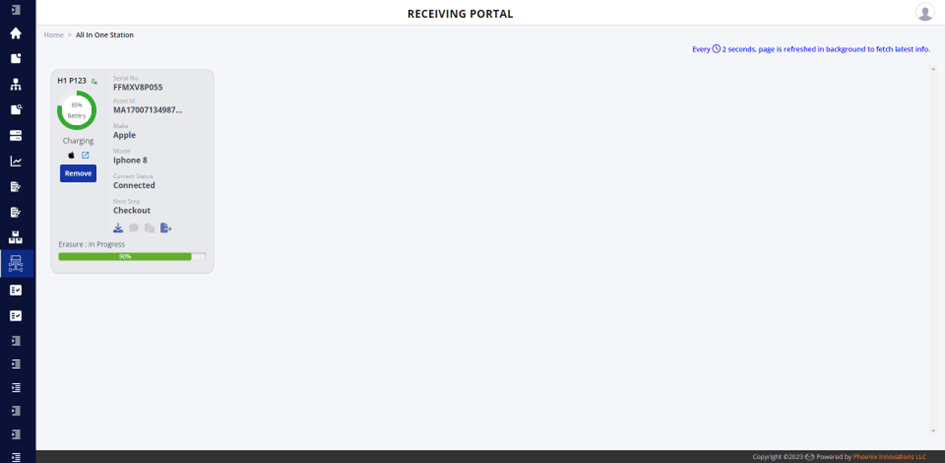 RECEIVING PORTAL
Home > All In One Station
Every 2 seconds, page is refreshed in background to fetch latest info.
H1 P123
Battery
Charging
Remove
Serial No
FFMXV8P055
Asset Id
MA17007134987...
Make
Apple
Model
Iphone 8
Current Status
Connected
Next Step
Checkout
Erasure : In Progress
90%
Copyright ©2023 Powered by Phoenix Innovations LLC